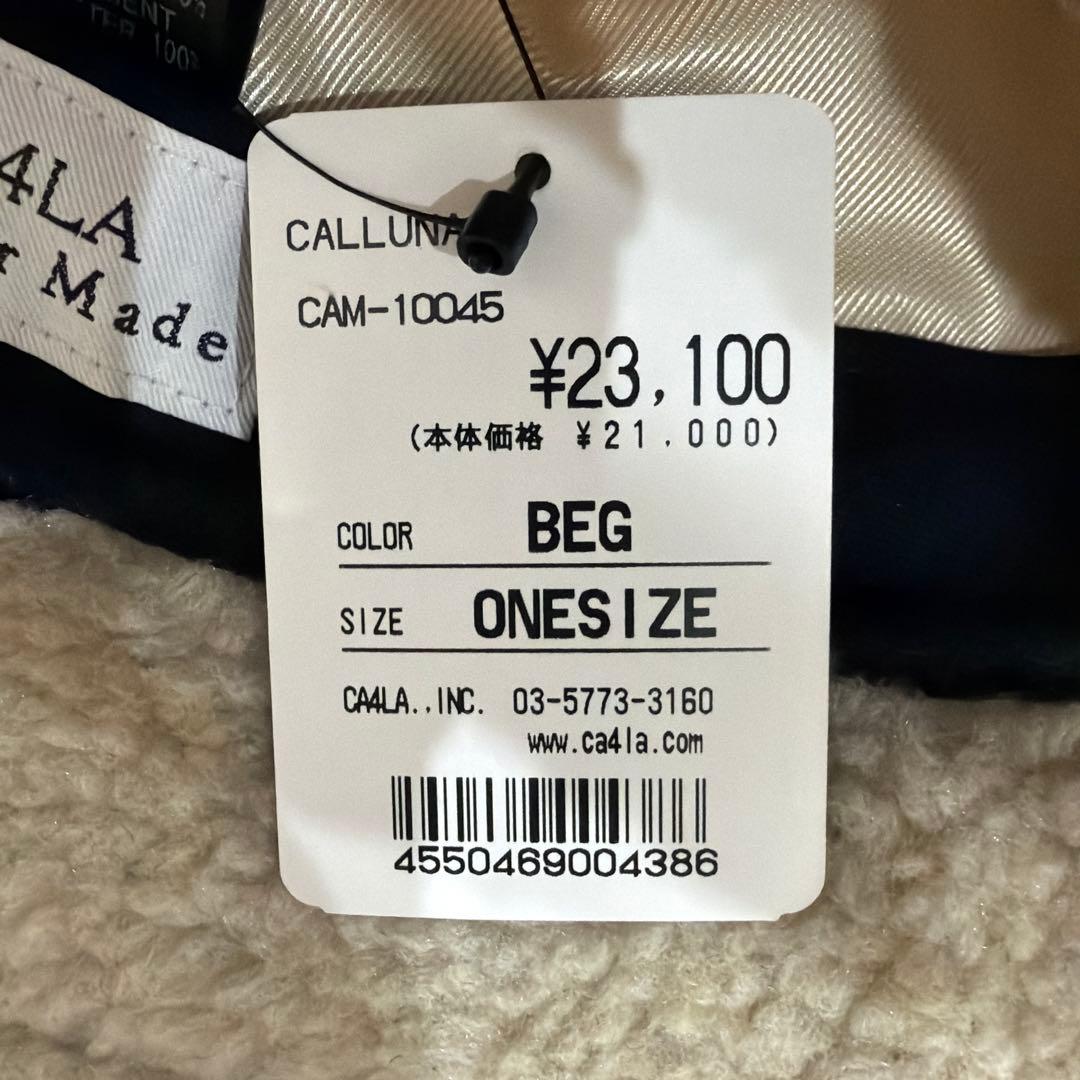 100%
4LA
Made
CALLUNA
CAM-10045
¥23,100
(本体価格 ¥21,000)
COLOR BEG
SIZE ONESIZE
CA4LA.,INC. 03-5773-3160
www.ca4la.com
4550469004386